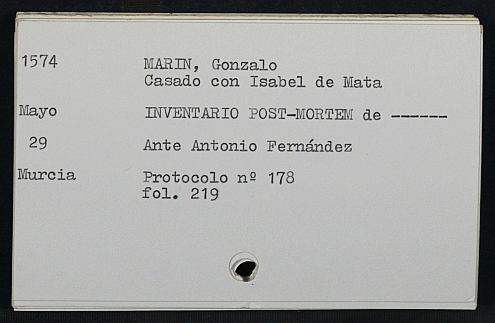 1574 MARIN, Gonzalo
Casado con Isabel de Mata
Mayo INVENTARIO POST-MORTEM de ------
29 Ante Antonio Fernández
Murcia Protocolo nº 178
fol. 219